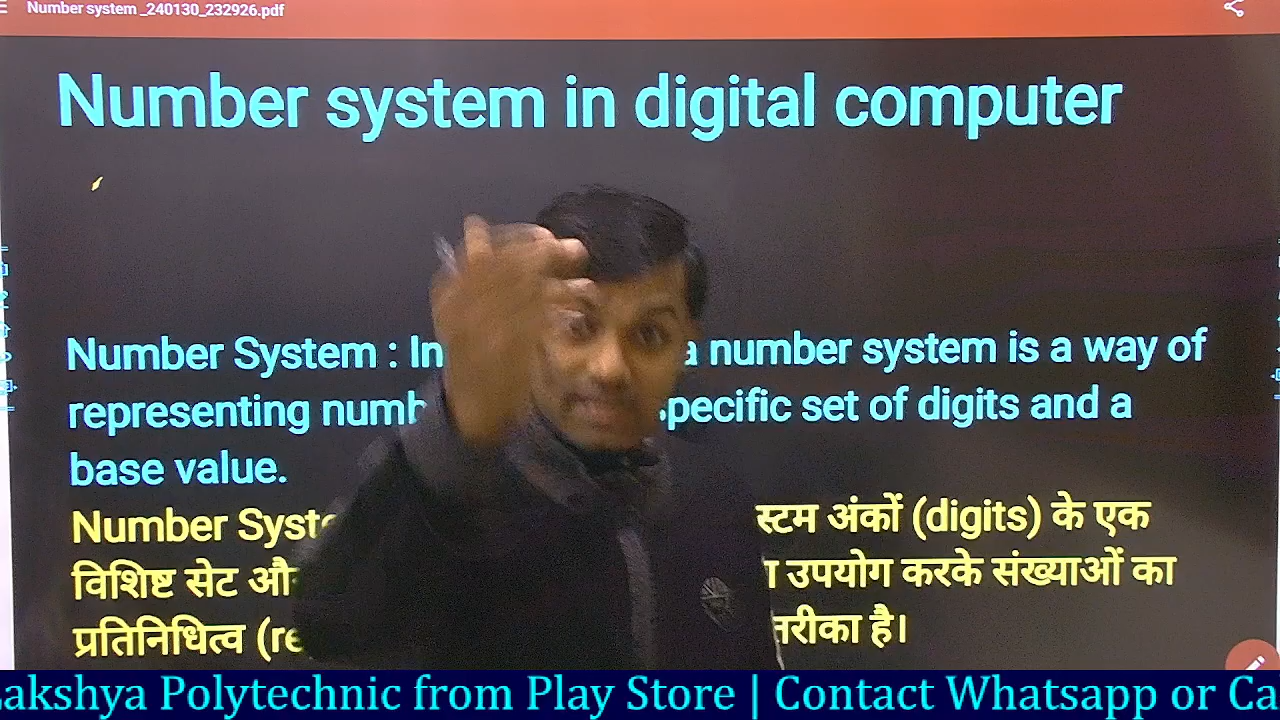 Number system _240130_232926.pdf
Number system in digital computer
Number System : In a number system is a way of
representing numb pecific set of digits and a
base value.
Number Syste स्टम अंकों (digits) के एक
विशिष्ट सेट औ उपयोग करके संख्याओं का
प्रतिनिधित्व (re तरीका है।
Lakshya Polytechnic from Play Store | Contact Whatsapp or Ca